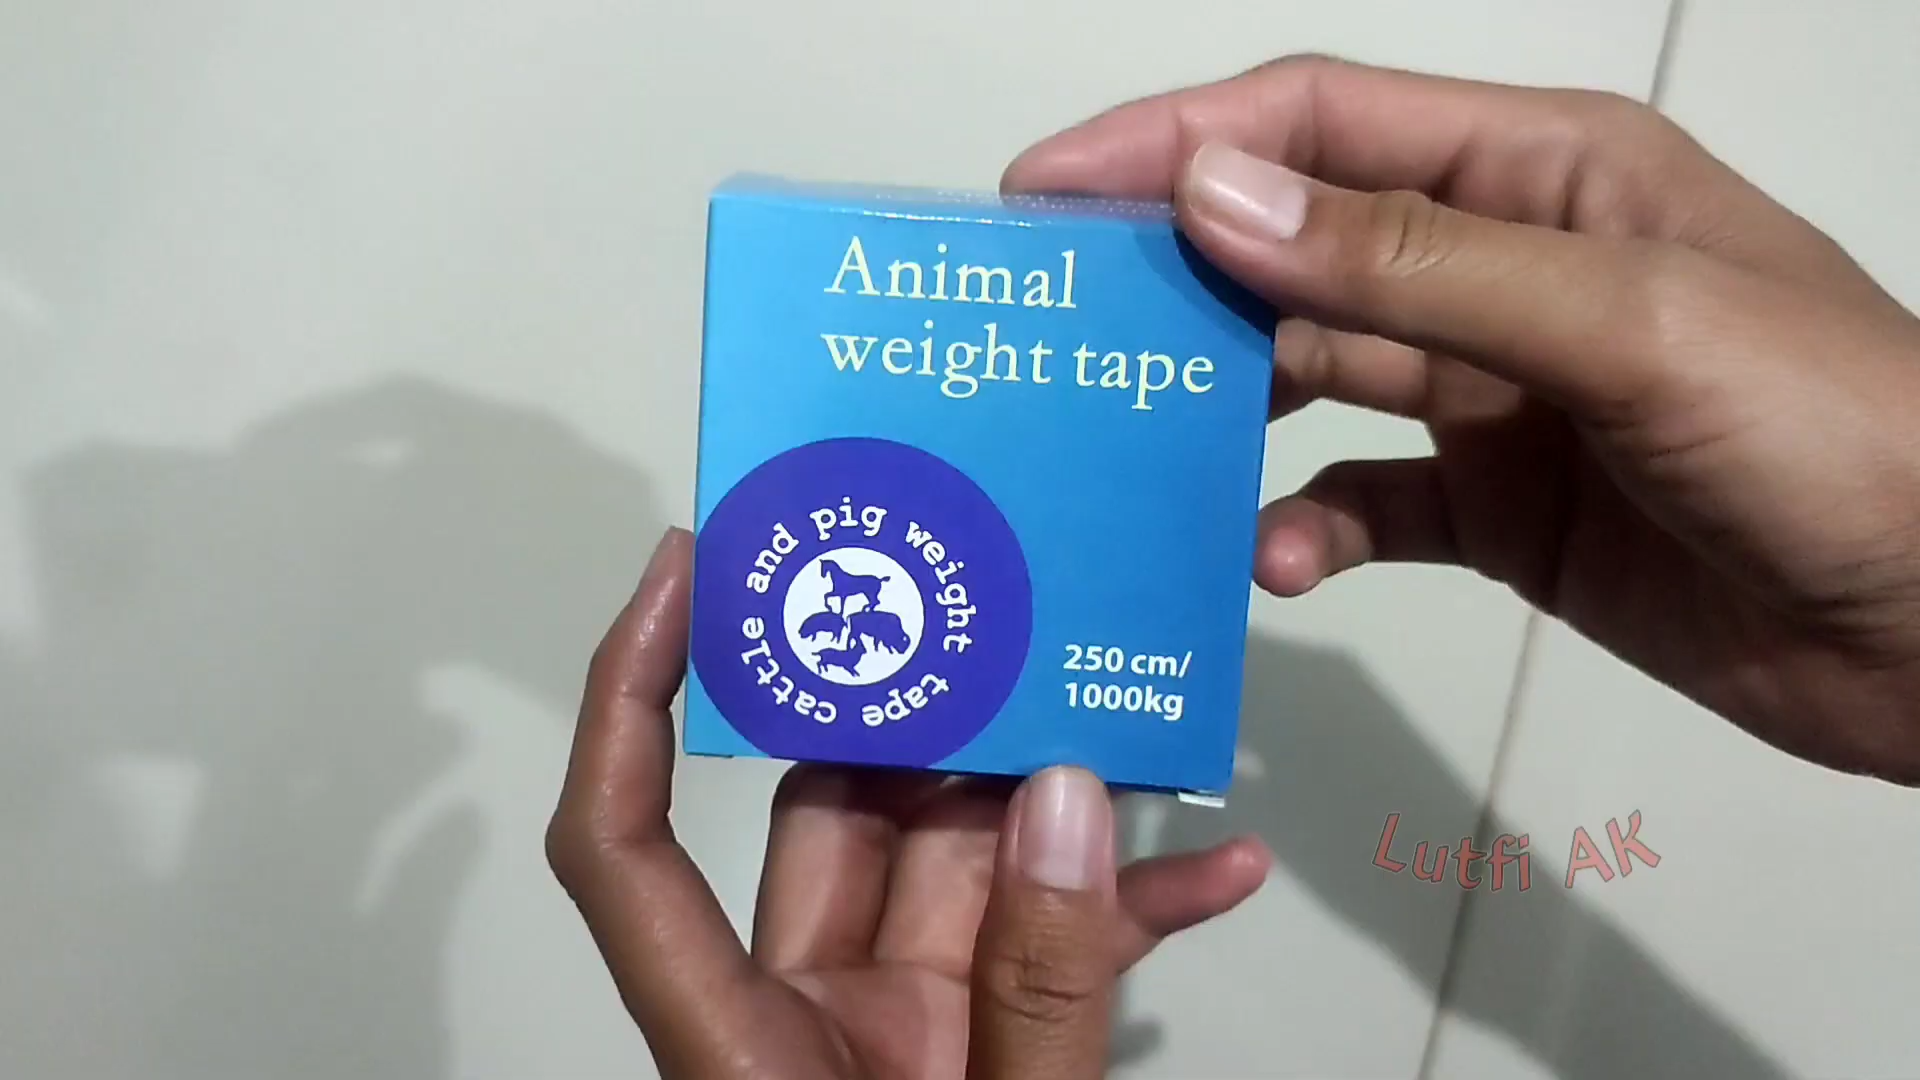 Animal
weight tape
cattle and pig weight tape
250 cm/
1000kg
Lutfi AK